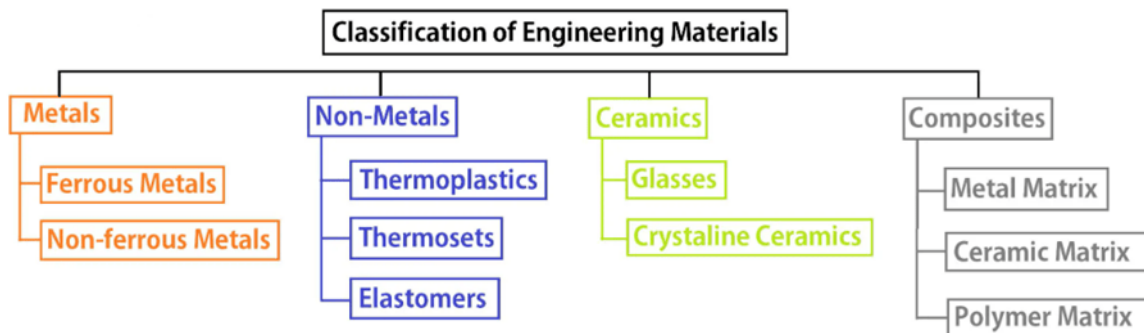 Classification of Engineering Materials
Metals
Ferrous Metals
Non-ferrous Metals
Non-Metals
Thermoplastics
Thermosets
Elastomers
Ceramics
Glasses
Crystaline Ceramics
Composites
Metal Matrix
Ceramic Matrix
Polymer Matrix